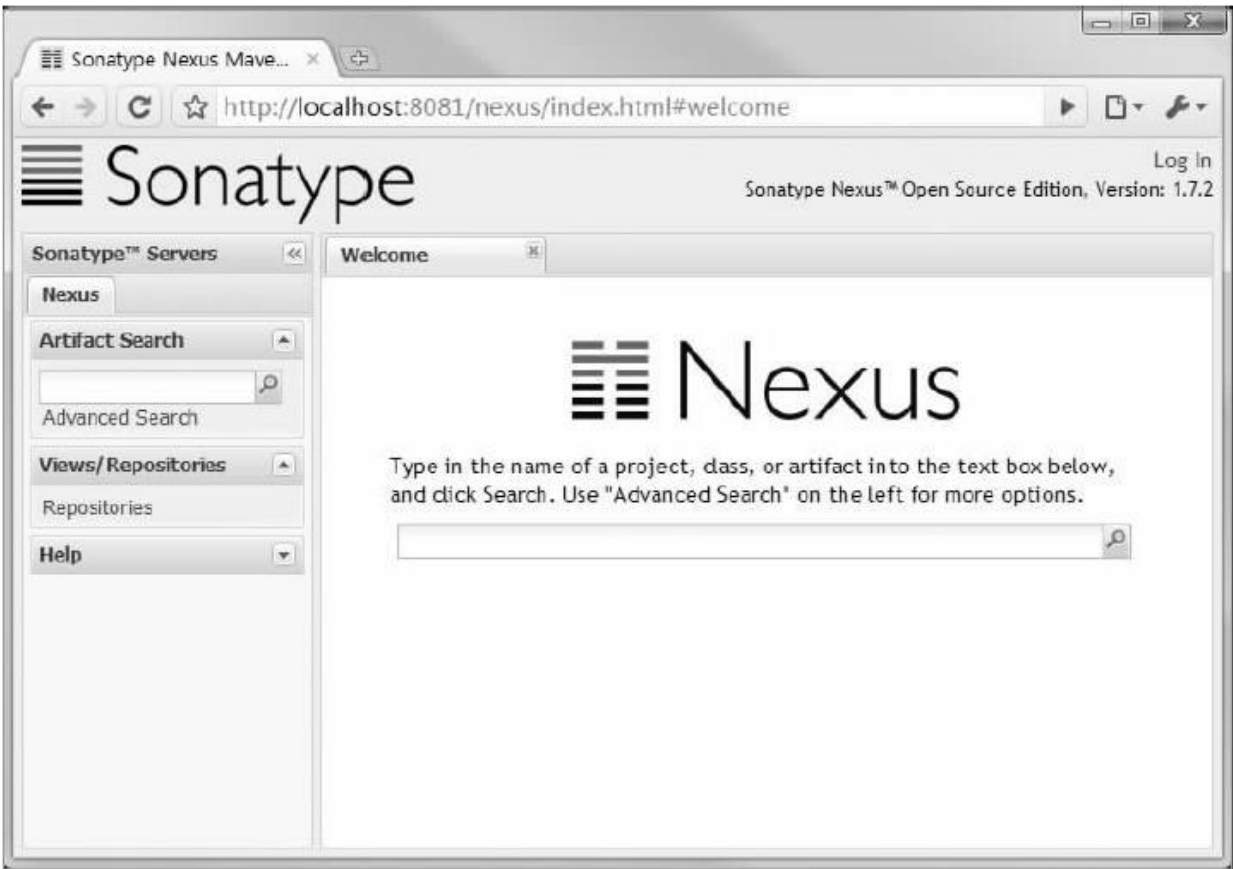 Sonatype Nexus Mave...
http://localhost:8081/nexus/index.html#welcome
Sonatype
Log In
Sonatype Nexus™ Open Source Edition, Version: 1.7.2
Sonatype™ Servers
Nexus
Artifact Search
Advanced Search
Views/Repositories
Repositories
Help
Welcome
Nexus
Type in the name of a project, class, or artifact into the text box below,
and click Search. Use "Advanced Search" on the left for more options.